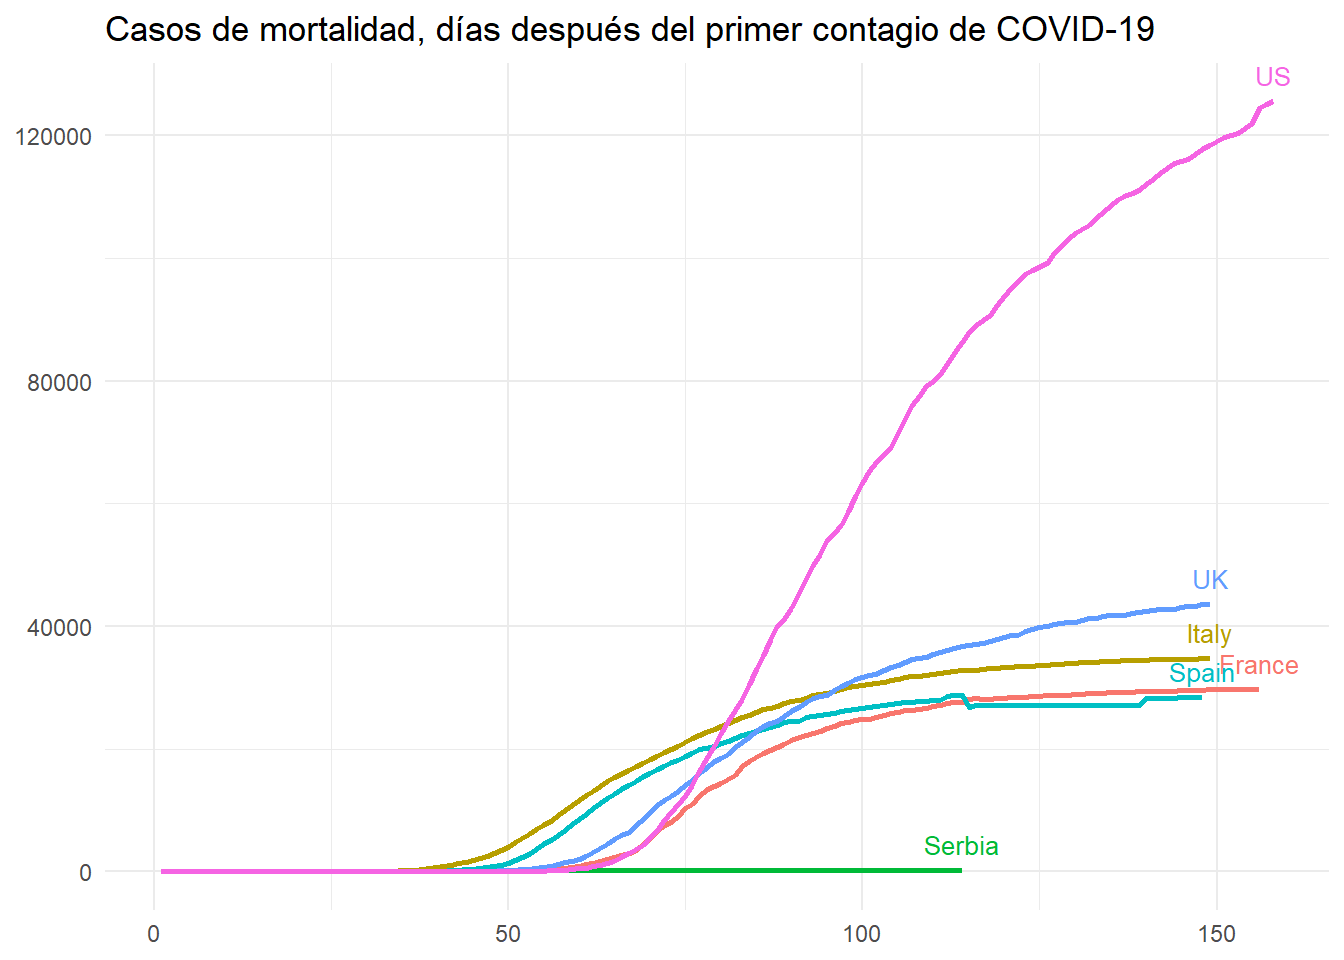 Casos de mortalidad, días después del primer contagio de COVID-19
US
120000
80000
UK
40000
Italy
France
Spain
Serbia
0
0 50 100 150